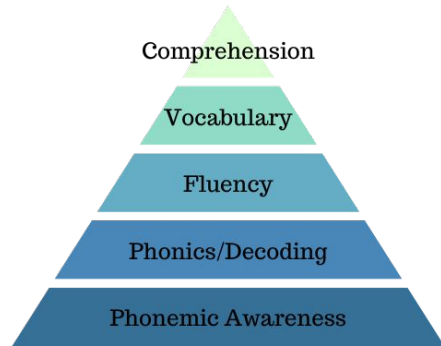 Comprehension
Vocabulary
Fluency
Phonics/Decoding
Phonemic Awareness